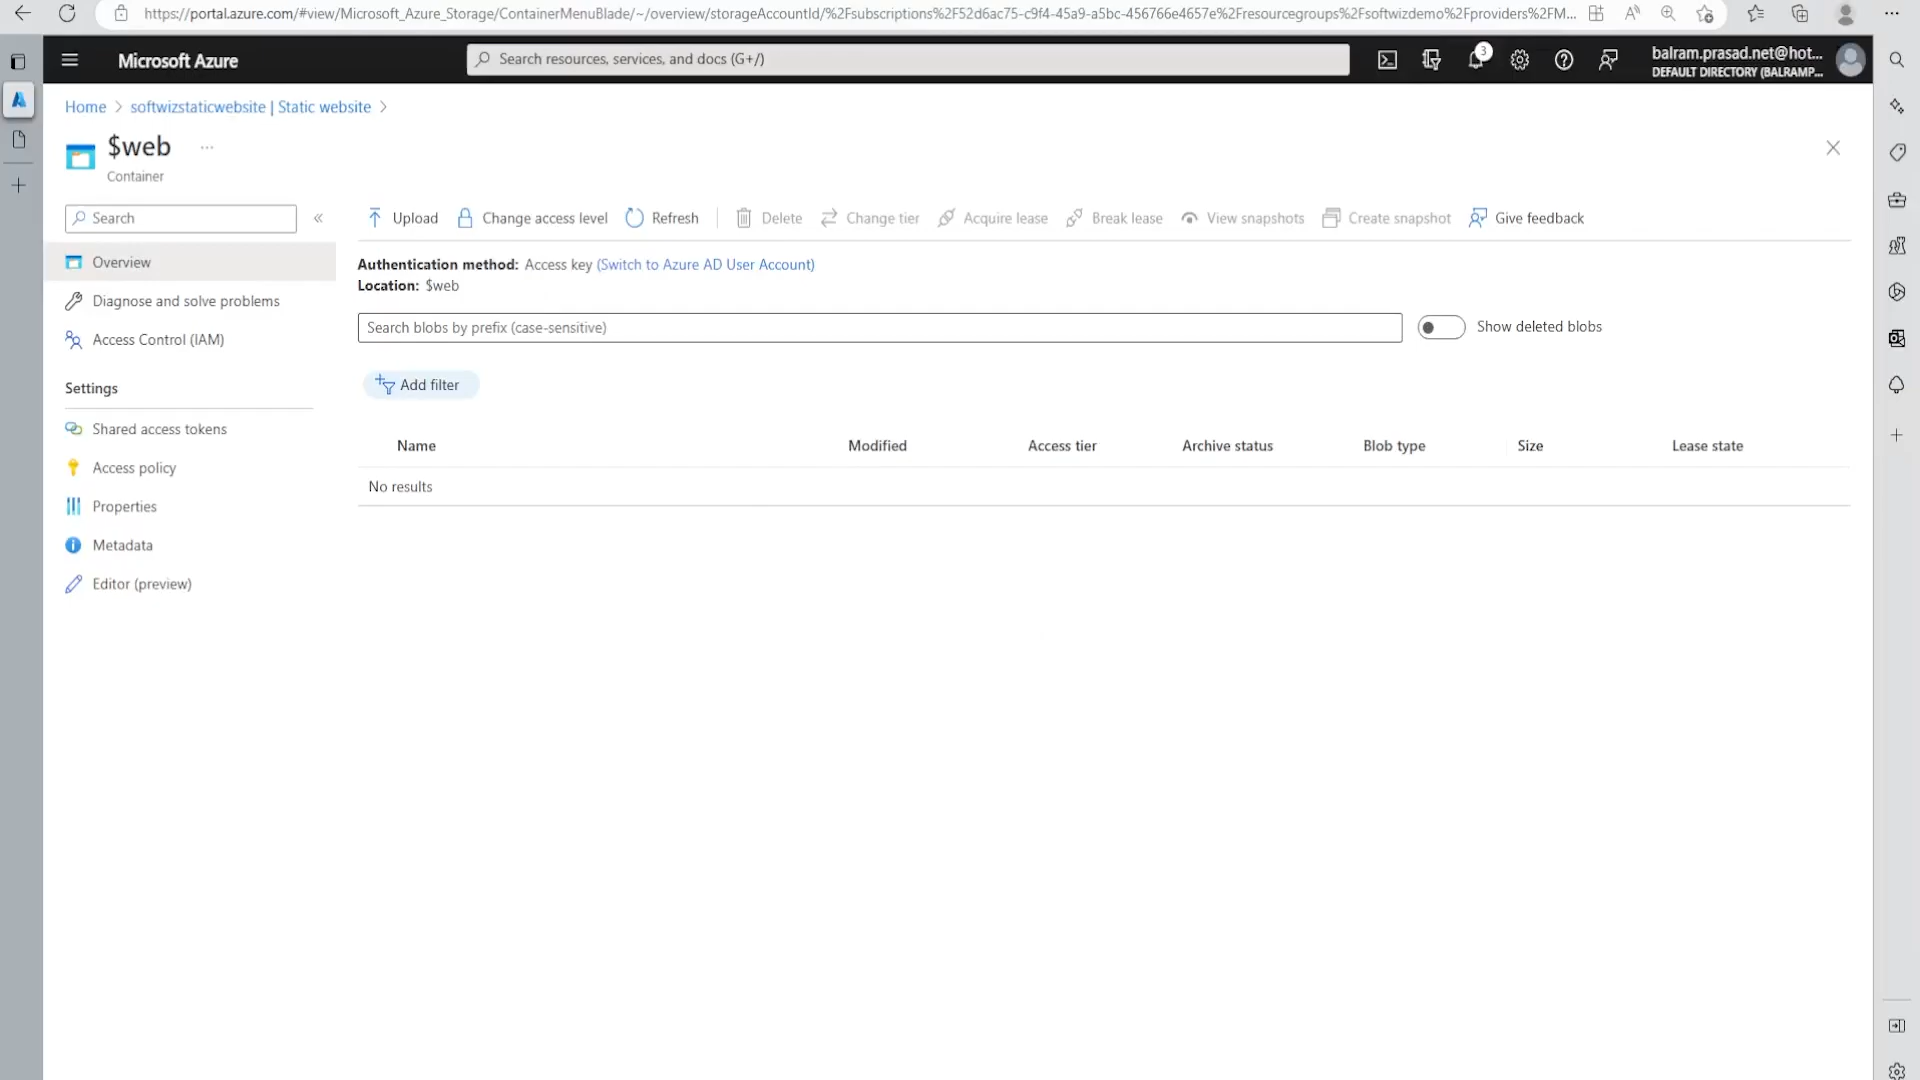 https://portal.azure.com/#view/Microsoft_Azure_Storage/ContainerMenuBlade/~/overview/storageAccountId/%2Fsubscriptions%2F52d6ac75-c9f4-45a9-a5bc-456766e4657e%2Fresourcegroups%2Fsoftwizdemo%2Fproviders%2FM...
Microsoft Azure
Search resources, services, and docs (G+/)
3
balram.prasad.net@hot...
DEFAULT DIRECTORY (BALRAMP...
Home > softwizstaticwebsite | Static website >
$web
...
Container
Search
«
Upload
Change access level
Refresh
Delete
Change tier
Acquire lease
Break lease
View snapshots
Create snapshot
Give feedback
Overview
Diagnose and solve problems
Access Control (IAM)
Settings
Shared access tokens
Access policy
Properties
Metadata
Editor (preview)
Authentication method: Access key (Switch to Azure AD User Account)
Location: $web
Search blobs by prefix (case-sensitive)
Show deleted blobs
Add filter
Name Modified Access tier Archive status Blob type Size Lease state
No results